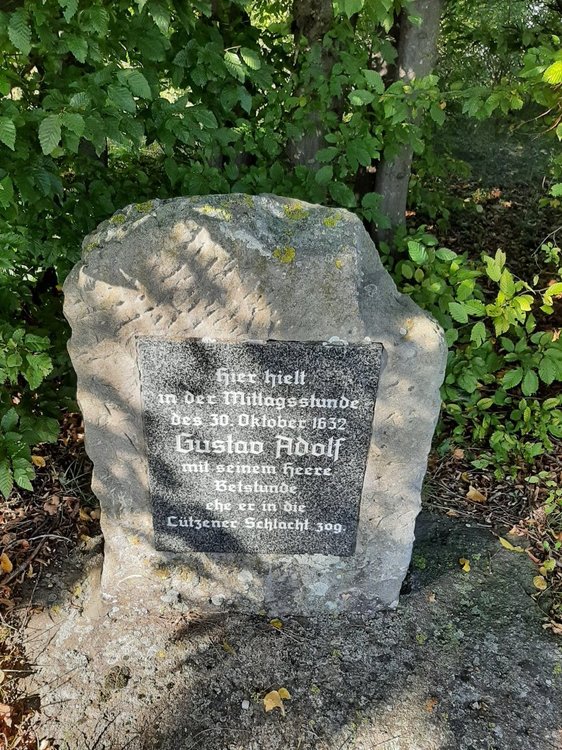 Hier hielt
in der Mittagsstunde
des 30. Oktober 1632
Gustav Adolf
mit seinem Heere
Betstunde
ehe er in die
Lützener Schlacht zog.